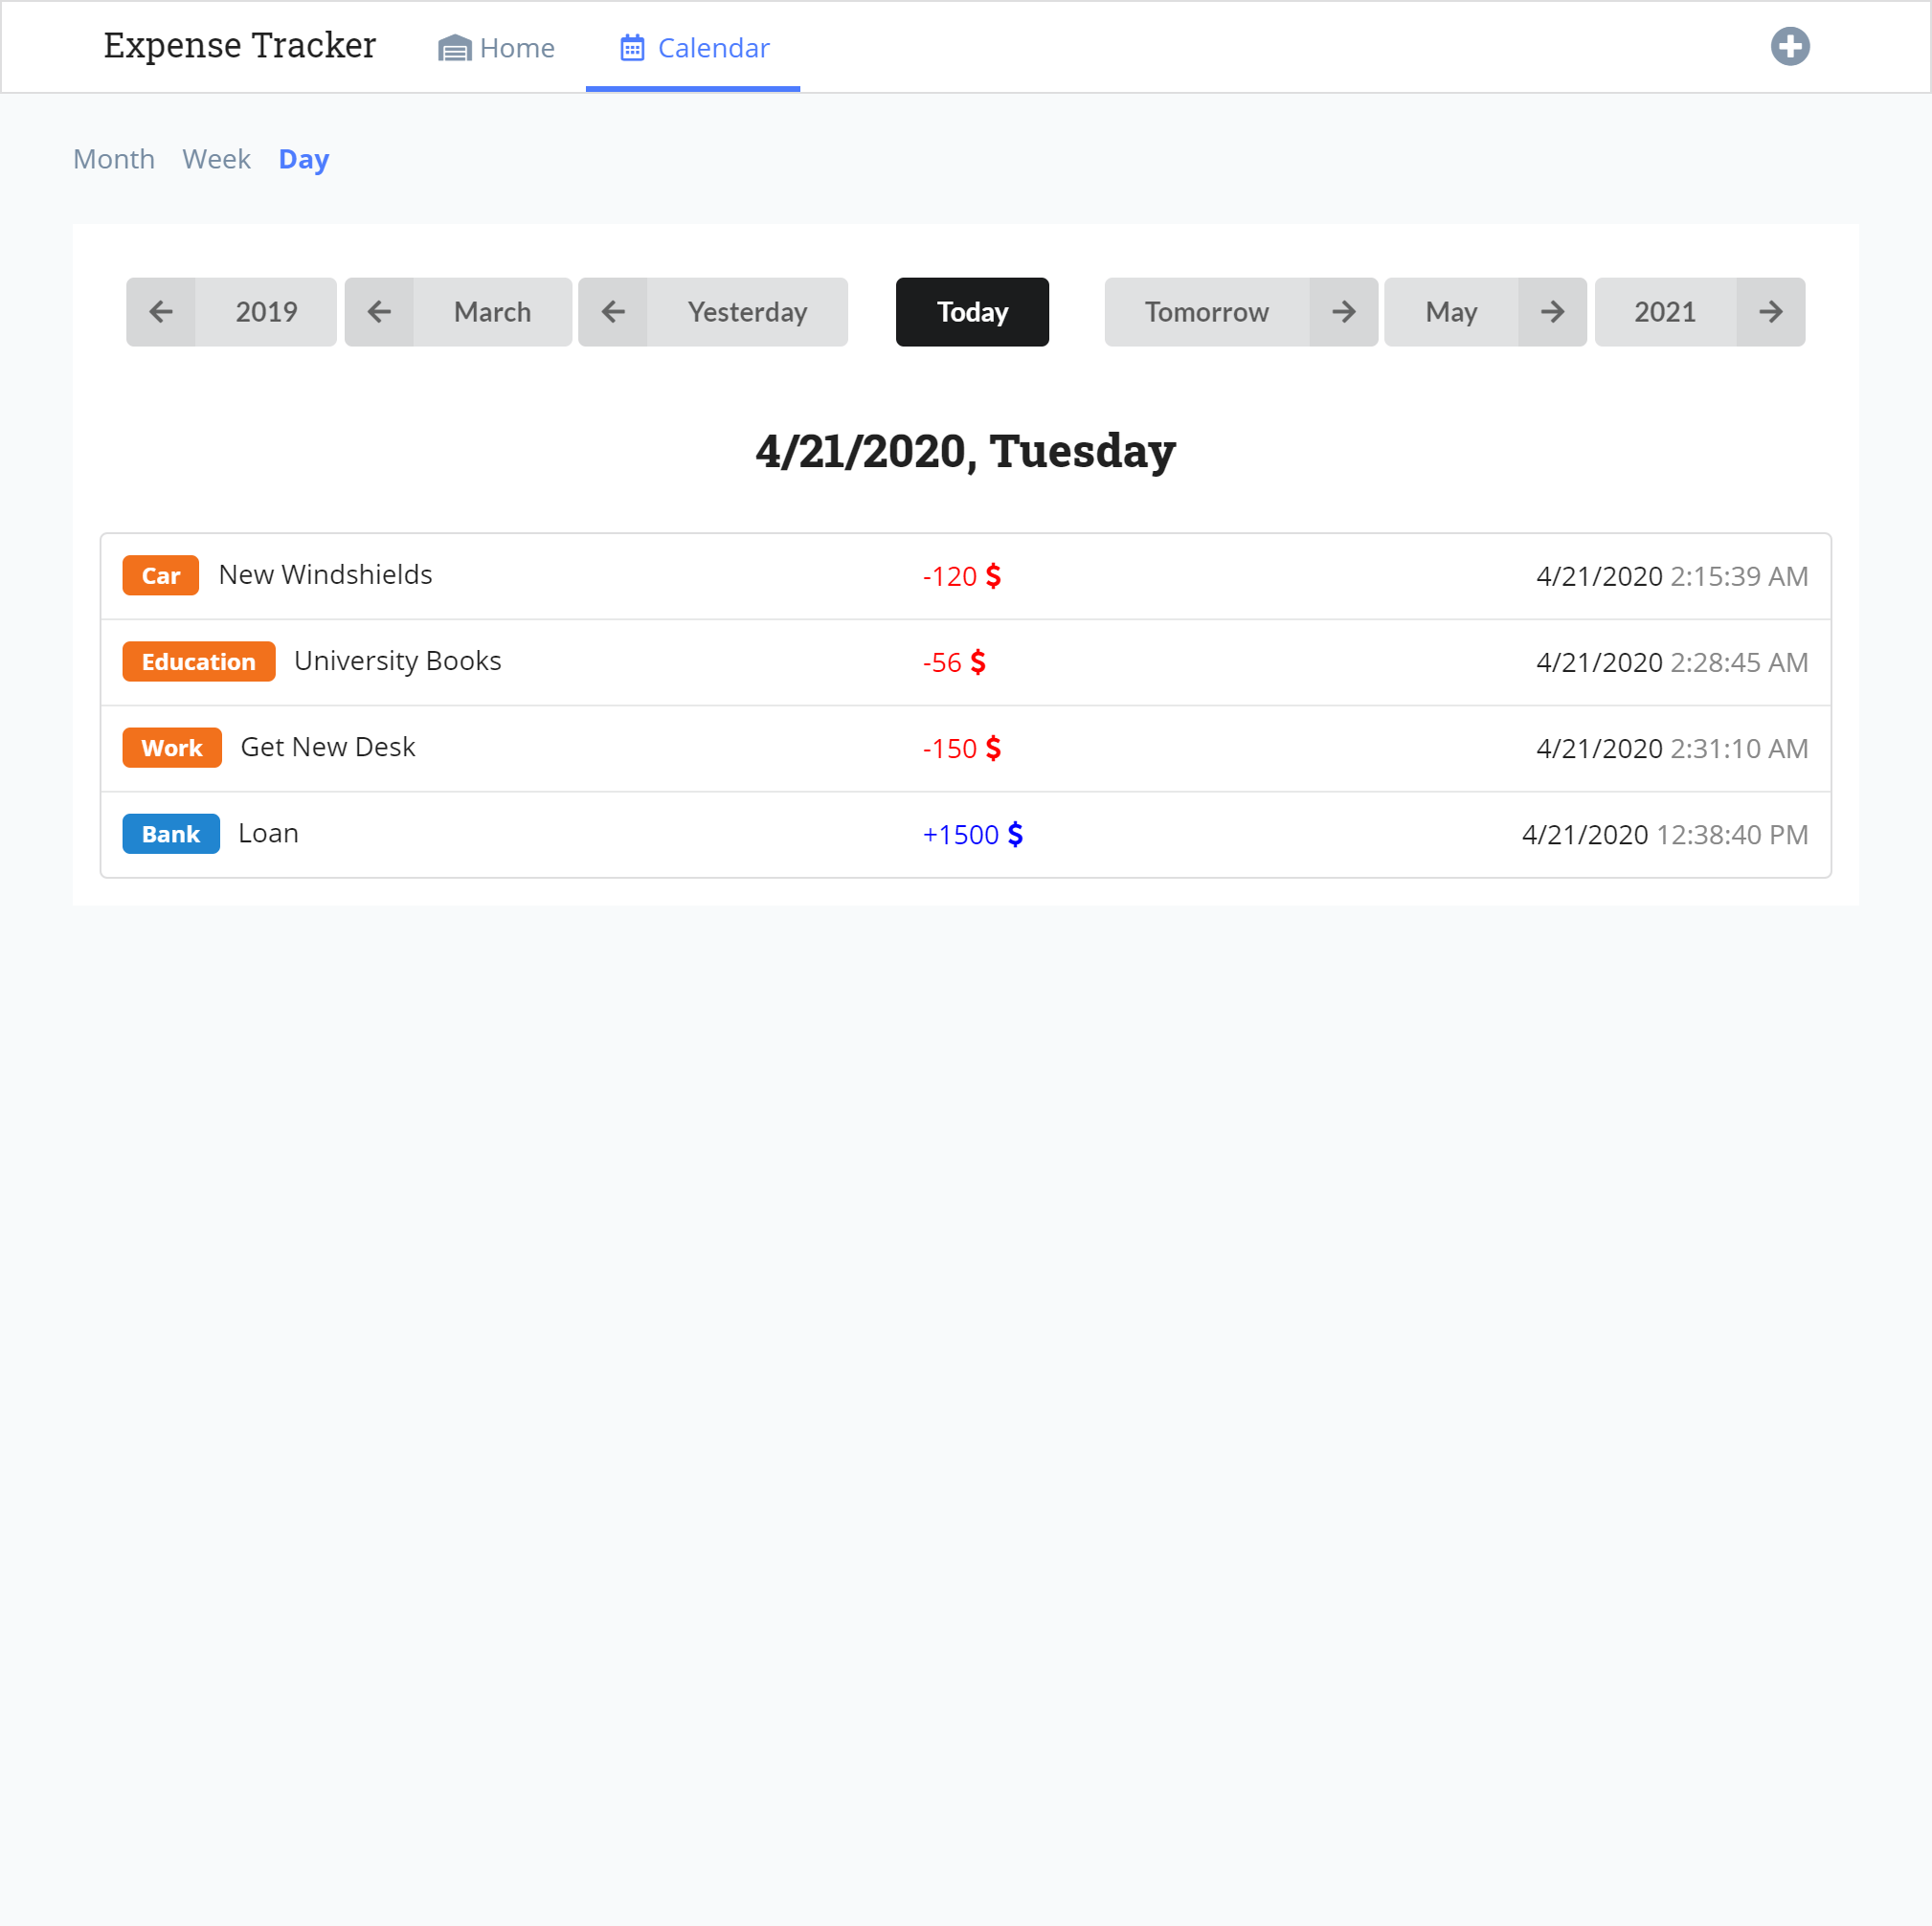 Expense Tracker Home Calendar
Month Week Day
2019 March Yesterday Today Tomorrow May 2021
4/21/2020, Tuesday
Car New Windshields -120 $ 4/21/2020 2:15:39 AM
Education University Books -56 $ 4/21/2020 2:28:45 AM
Work Get New Desk -150 $ 4/21/2020 2:31:10 AM
Bank Loan +1500 $ 4/21/2020 12:38:40 PM